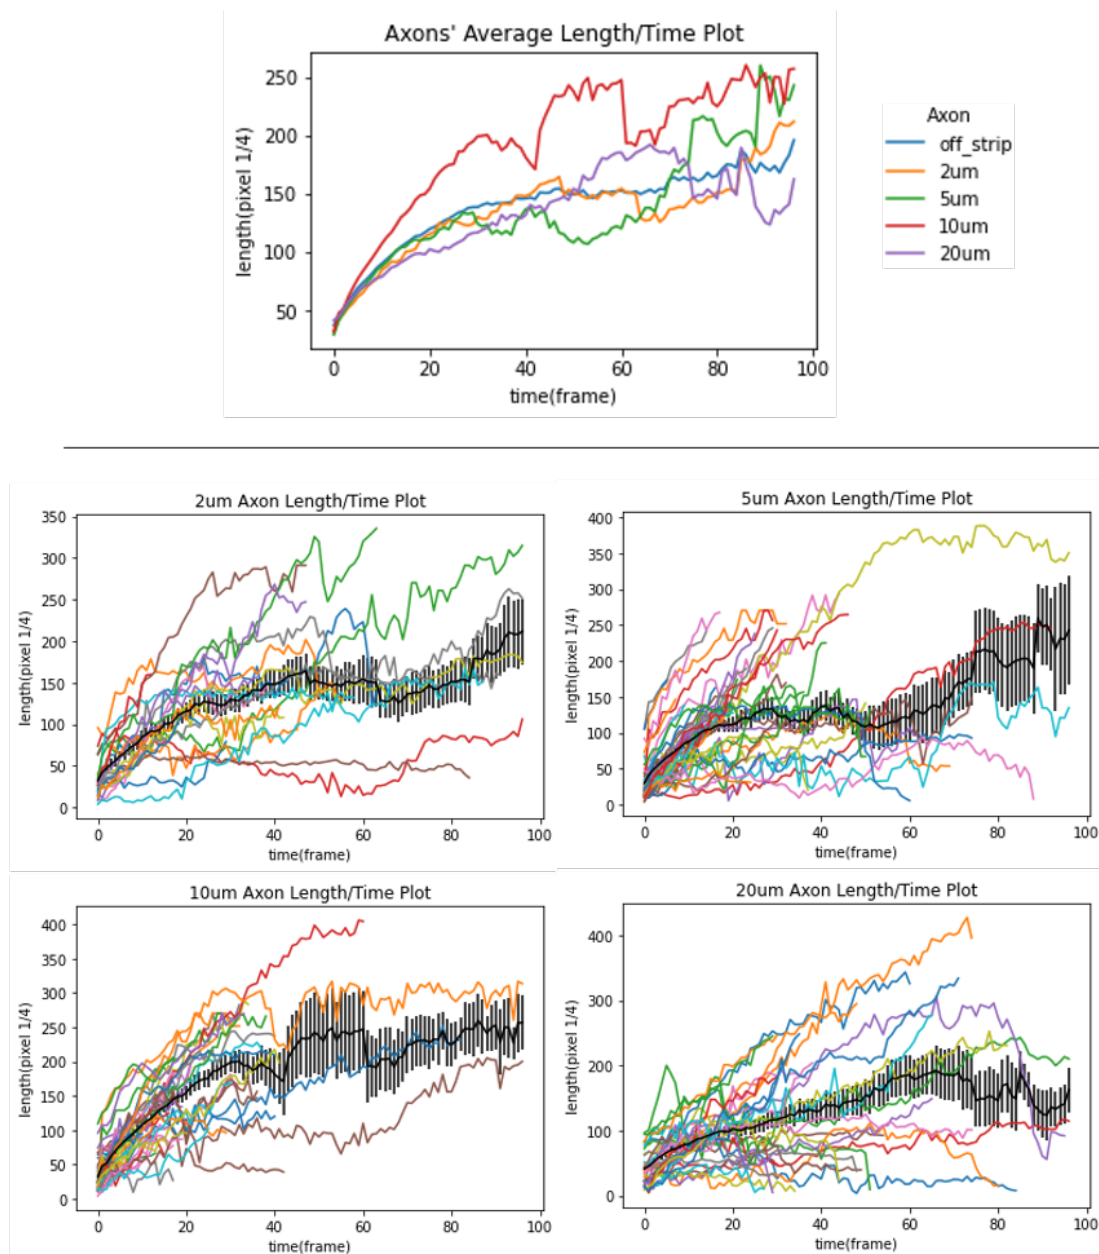 Axons' Average Length/Time Plot
250
200
150
100
50
length(pixel 1/4)
0 20 40 60 80 100
time(frame)
Axon
off_strip
2um
5um
10um
20um
2um Axon Length/Time Plot
350
300
250
200
150
100
50
0
length(pixel 1/4)
0 20 40 60 80 100
time(frame)
5um Axon Length/Time Plot
400
350
300
250
200
150
100
50
0
length(pixel 1/4)
0 20 40 60 80 100
time(frame)
10um Axon Length/Time Plot
400
350
300
250
200
150
100
50
0
length(pixel 1/4)
0 20 40 60 80 100
time(frame)
20um Axon Length/Time Plot
400
300
200
100
0
length(pixel 1/4)
0 20 40 60 80 100
time(frame)